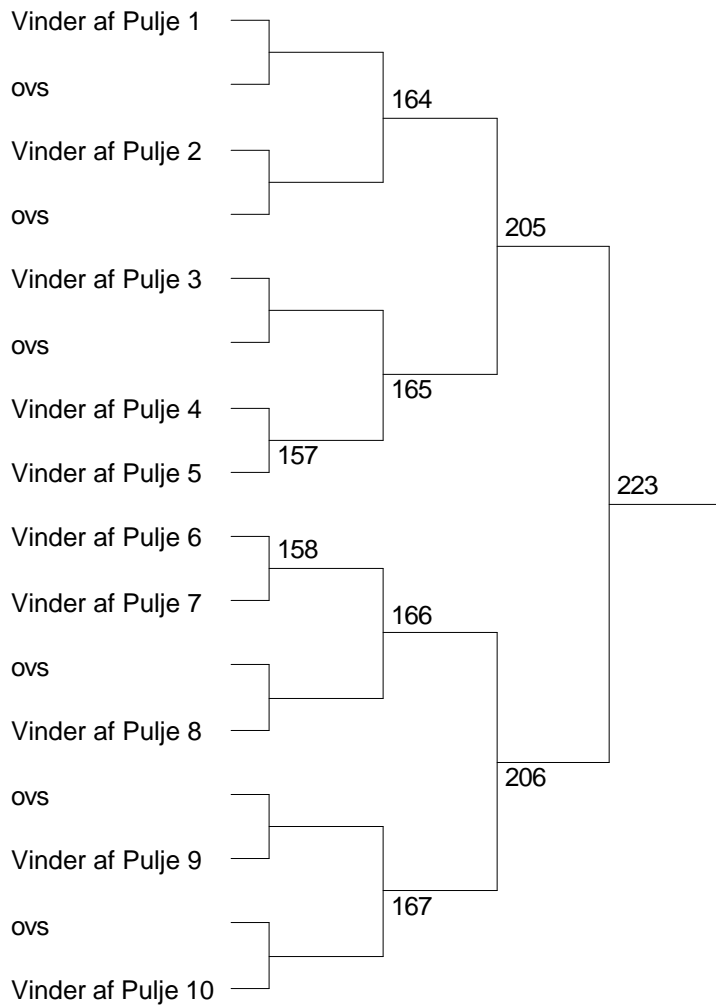 Vinder af Pulje 1
164
ovs
Vinder af Pulje 2
ovs
205
Vinder af Pulje 3
ovs
165
Vinder af Pulje 4
157
Vinder af Pulje 5
223
Vinder af Pulje 6
158
Vinder af Pulje 7
166
ovs
Vinder af Pulje 8
206
ovs
Vinder af Pulje 9
167
ovs
Vinder af Pulje 10